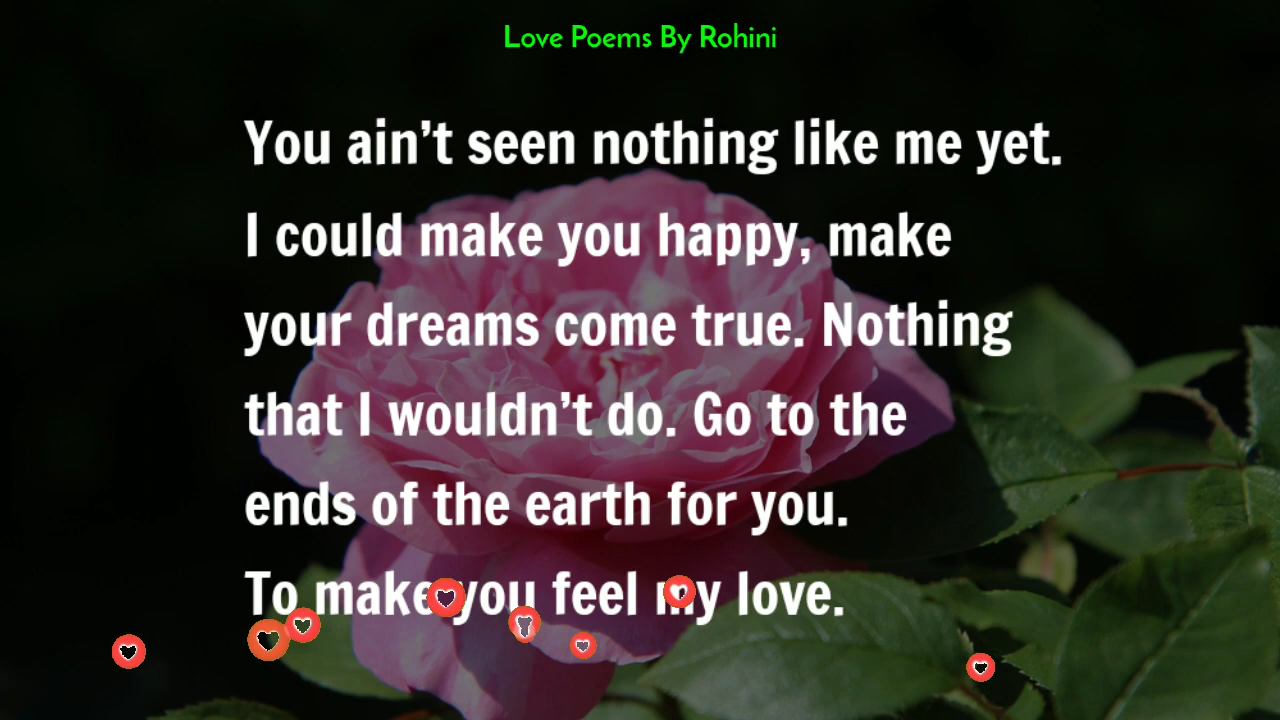 Love Poems By Rohini
You ain't seen nothing like me yet.
I could make you happy, make
your dreams come true. Nothing
that I wouldn't do. Go to the
ends of the earth for you.
To make you feel my love.